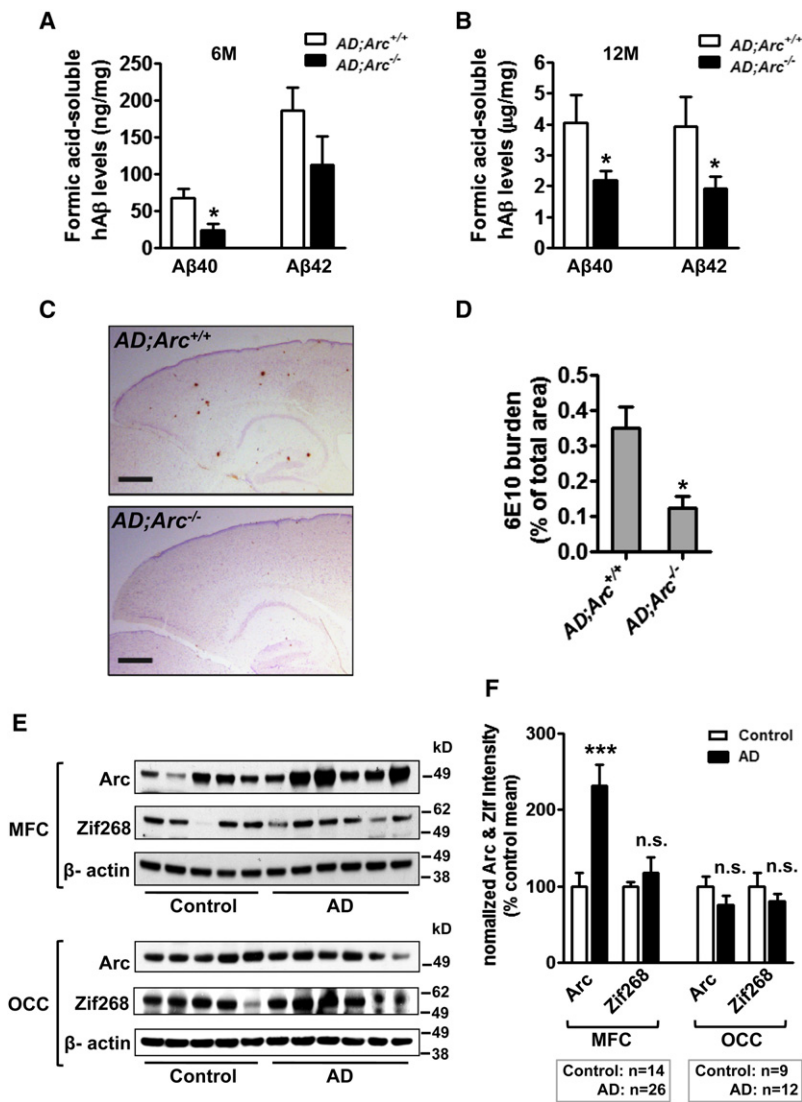 A
6M
AD;Arc+/+
AD;Arc-/-
Formic acid-soluble
hAβ levels (ng/mg)
250
200
150
100
50
0
*
Aβ40
Aβ42
B
12M
AD;Arc+/+
AD;Arc-/-
Formic acid-soluble
hAβ levels (μg/mg)
6
5
4
3
2
1
0
*
*
Aβ40
Aβ42
C
AD;Arc+/+
AD;Arc-/-
D
6E10 burden
(% of total area)
0.5
0.4
0.3
0.2
0.1
0.0
*
AD;Arc+/+
AD;Arc-/-
E
kD
MFC
Arc
49
Zif268
62
49
β- actin
49
38
Control
AD
kD
OCC
Arc
49
Zif268
62
49
β- actin
49
38
Control
AD
F
Control
AD
nomalized Arc & Zif Intensity
(% control mean)
300
200
100
0
***
n.s.
n.s.
n.s.
Arc
Zif268
Arc
Zif268
MFC
OCC
Control: n=14
AD: n=26
Control: n=9
AD: n=12